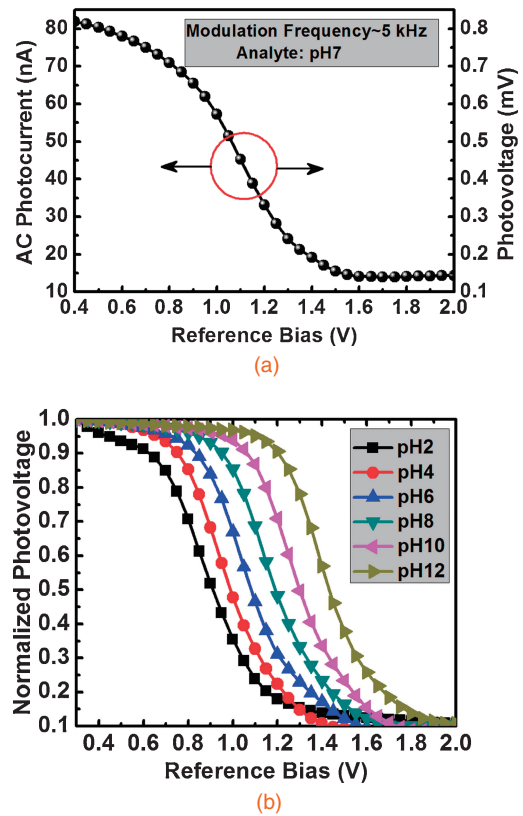 (a)
Modulation Frequency~5 kHz
Analyte: pH7
AC Photocurrent (nA)
80
70
60
50
40
30
20
10
Photovoltage (mV)
0.8
0.7
0.6
0.5
0.4
0.3
0.2
0.1
0.4 0.6 0.8 1.0 1.2 1.4 1.6 1.8 2.0
Reference Bias (V)
(a)
Normalized Photovoltage
1.0
0.9
0.8
0.7
0.6
0.5
0.4
0.3
0.2
0.1
pH2
pH4
pH6
pH8
pH10
pH12
0.4 0.6 0.8 1.0 1.2 1.4 1.6 1.8 2.0
Reference Bias (V)
(b)
(b)